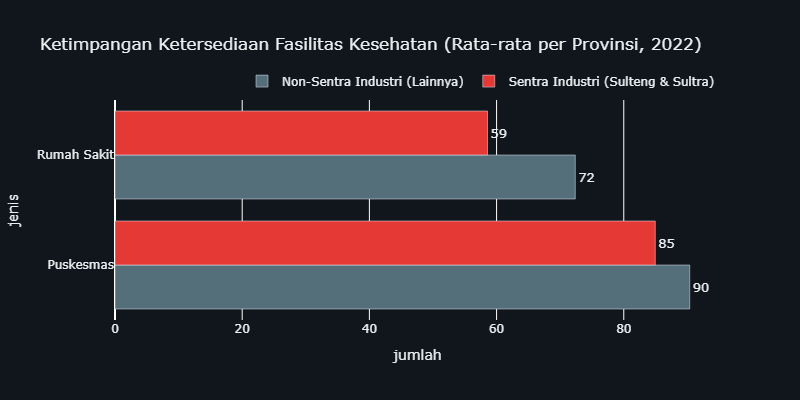 Ketimpangan Ketersediaan Fasilitas Kesehatan (Rata-rata per Provinsi, 2022)
Non-Sentra Industri (Lainnya)
Sentra Industri (Sulteng & Sultra)
Rumah Sakit
59
72
jenis
Puskesmas
85
90
0
20
40
60
80
jumlah